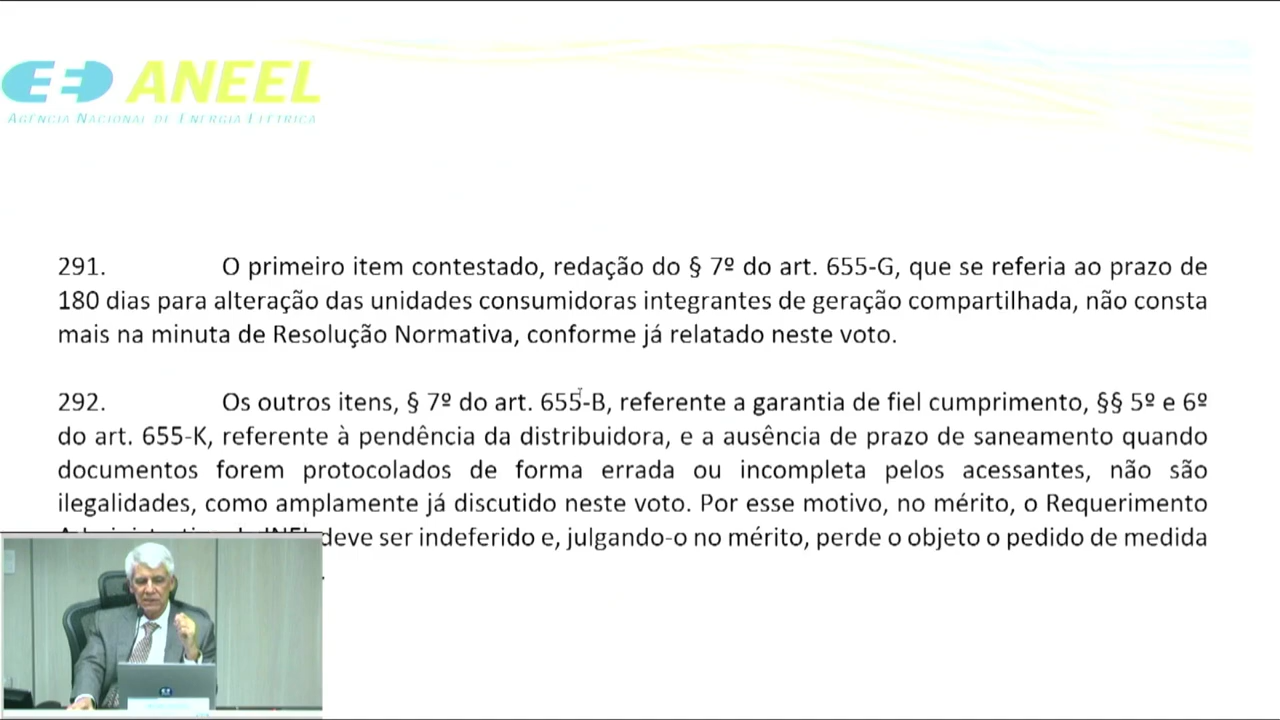 ANEEL
AGÊNCIA NACIONAL DE ENERGIA ELÉTRICA
291. O primeiro item contestado, redação do § 7º do art. 655-G, que se referia ao prazo de
180 dias para alteração das unidades consumidoras integrantes de geração compartilhada, não consta
mais na minuta de Resolução Normativa, conforme já relatado neste voto.
292. Os outros itens, § 7º do art. 655-B, referente a garantia de fiel cumprimento, §§ 5º e 6º
do art. 655-K, referente à pendência da distribuidora, e a ausência de prazo de saneamento quando
documentos forem protocolados de forma errada ou incompleta pelos acessantes, não são
ilegalidades, como amplamente já discutido neste voto. Por esse motivo, no mérito, o Requerimento
deve ser indeferido e, julgando-o no mérito, perde o objeto o pedido de medida